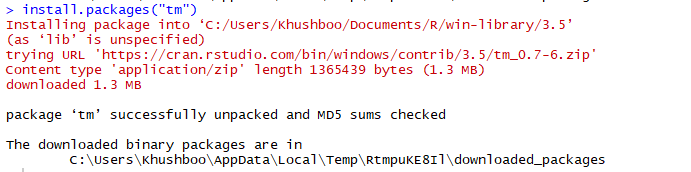 > install.packages("tm")
Installing package into ‘C:/Users/Khushboo/Documents/R/win-library/3.5’
(as ‘lib’ is unspecified)
trying URL 'https://cran.rstudio.com/bin/windows/contrib/3.5/tm_0.7-6.zip'
Content type 'application/zip' length 1365439 bytes (1.3 MB)
downloaded 1.3 MB
package ‘tm’ successfully unpacked and MD5 sums checked
The downloaded binary packages are in
C:\Users\Khushboo\AppData\Local\Temp\RtmpuKE8Il\downloaded_packages